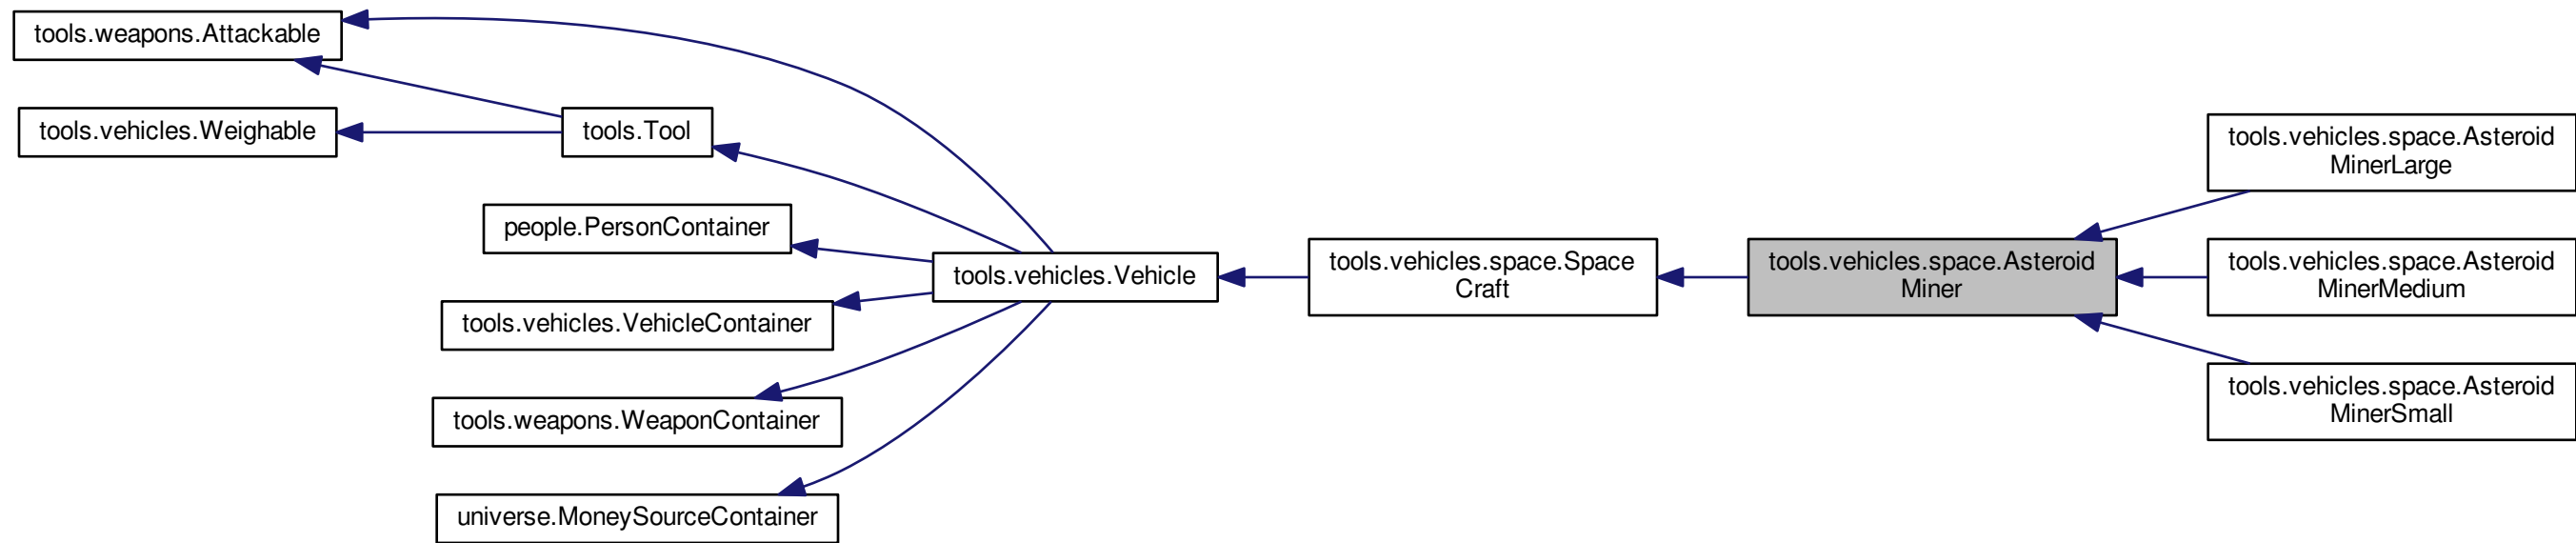 tools.weapons.Attackable
tools.vehicles.Weighable
tools.Tool
people.PersonContainer
tools.vehicles.VehicleContainer
tools.weapons.WeaponContainer
universe.MoneySourceContainer
tools.vehicles.Vehicle
tools.vehicles.space.Space
Craft
tools.vehicles.space.Asteroid
Miner
tools.vehicles.space.Asteroid
MinerLarge
tools.vehicles.space.Asteroid
MinerMedium
tools.vehicles.space.Asteroid
MinerSmall